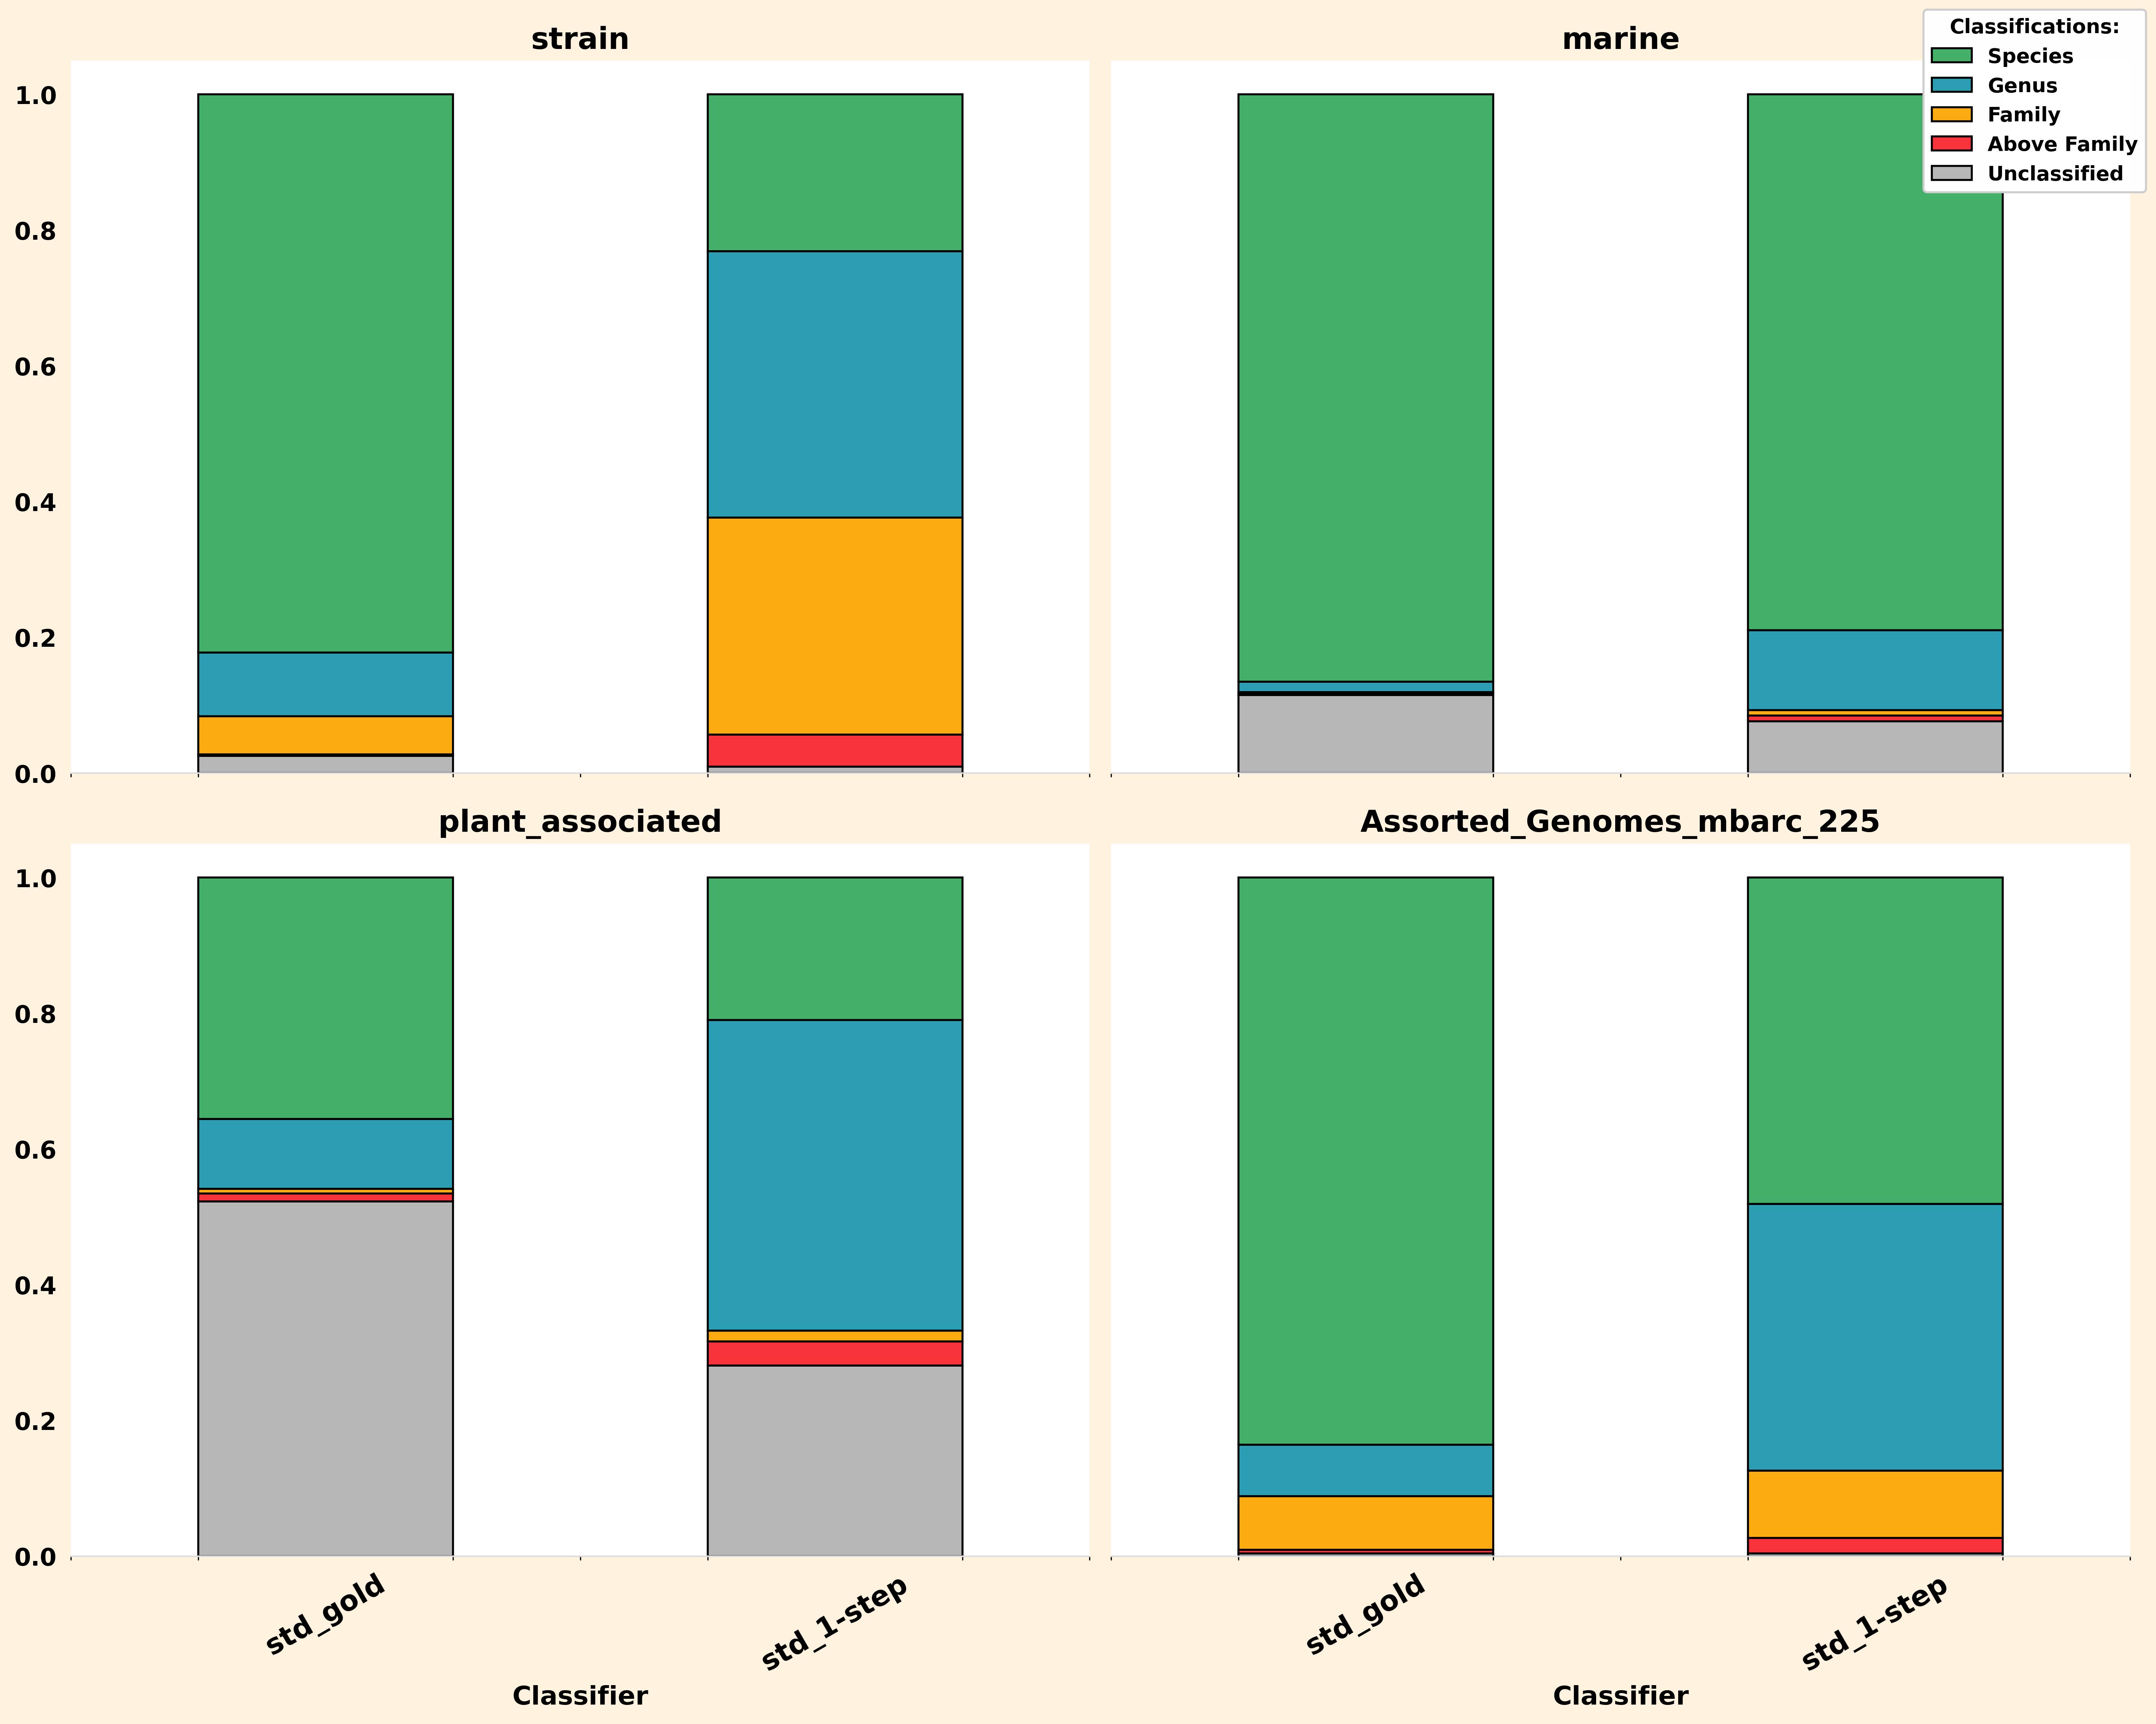 strain
marine
Classifications:
Species
Genus
Family
Above Family
Unclassified
1.0
0.8
0.6
0.4
0.2
0.0
plant_associated
Assorted_Genomes_mbarc_225
1.0
0.8
0.6
0.4
0.2
0.0
std_gold
std_1-step
std_gold
std_1-step
Classifier
Classifier